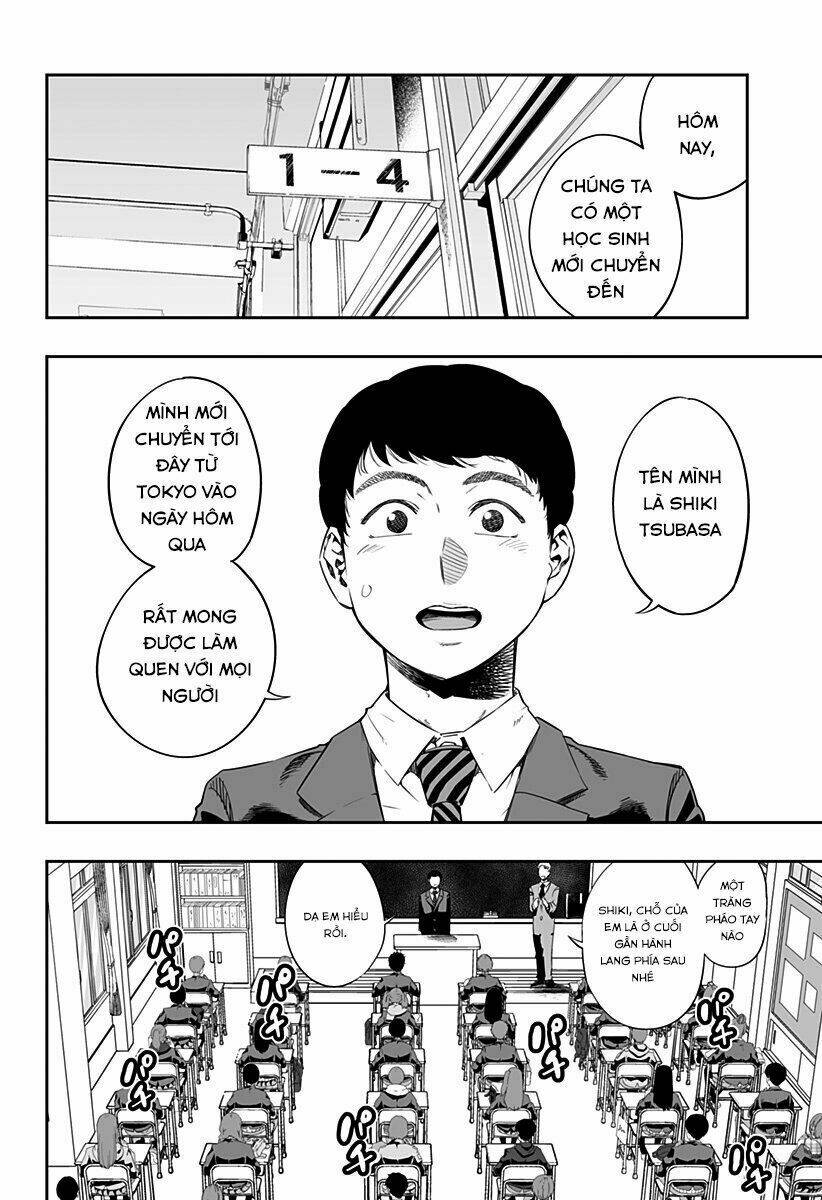 HÔM
NAY,
CHÚNG TA
CÓ MỘT
HỌC SINH
MỚI CHUYỂN
ĐẾN
1-4
TÊN MÌNH
LÀ SHIKI
TSUBASA
MÌNH MỚI
CHUYỂN TỚI
ĐÂY TỪ
TOKYO VÀO
NGÀY HÔM
QUA
RẤT MONG
ĐƯỢC LÀM
QUEN VỚI MỌI
NGƯỜI
MỘT
TRÀNG
PHÁO TAY
NÀO
SHIKI, CHỖ CỦA
EM LÀ Ở CUỐI
GẦN HÀNH
LANG PHÍA SAU
NHÉ
DẠ EM HIỂU
RỒI.